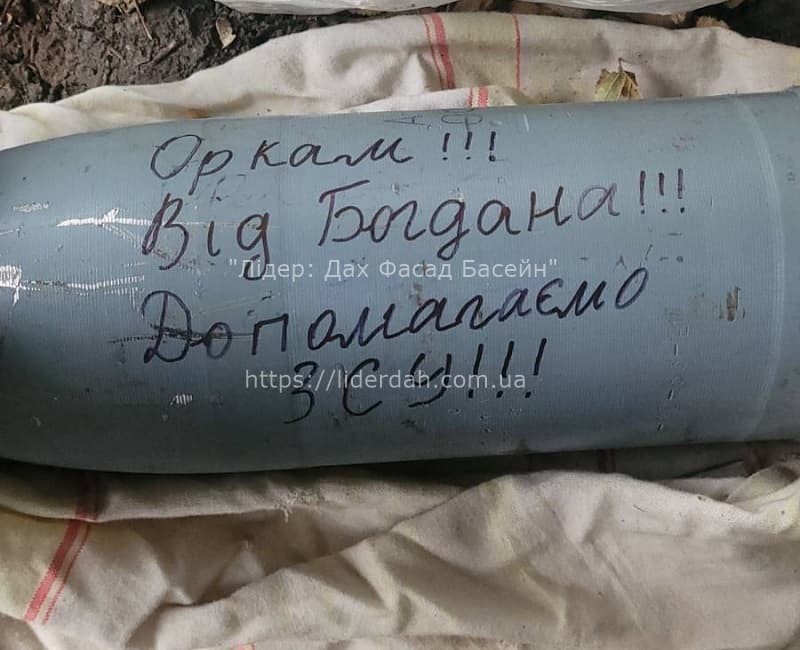 Оркам!!!
Від Богдана!!!
"Лідер: Дах Фасад Басейн"
Допомагаємо
https://liderdah.com.ua
ЗСУ!!!